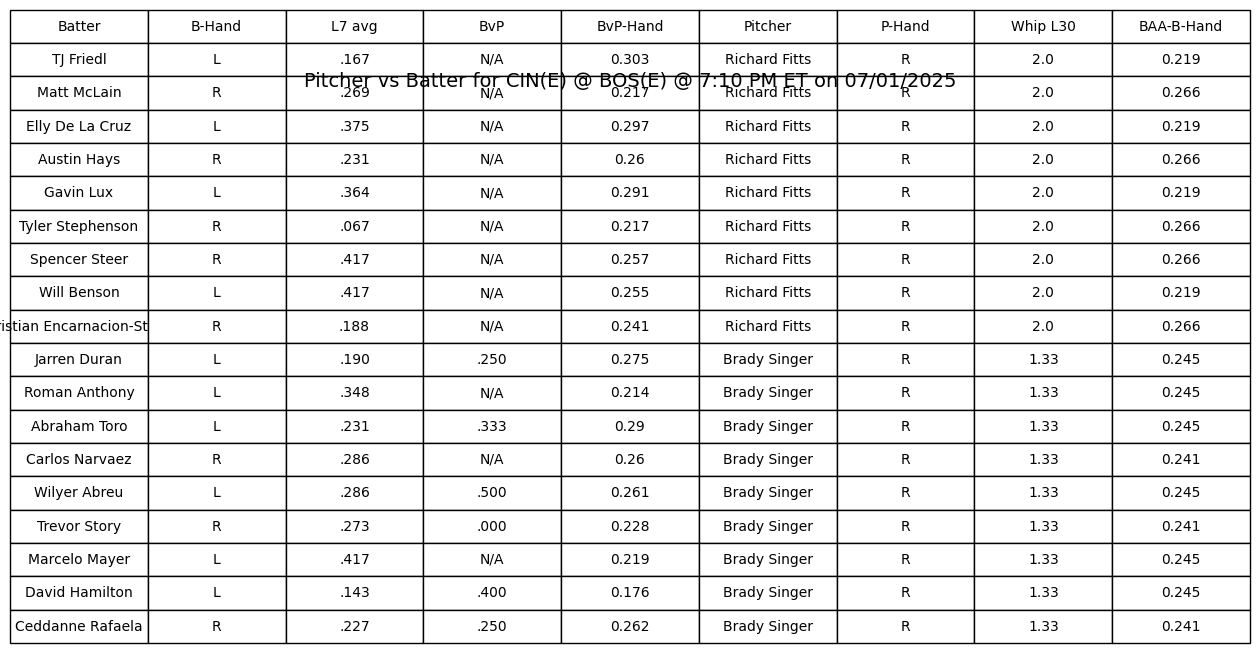 Batter B-Hand L7 avg BvP BvP-Hand Pitcher P-Hand Whip L30 BAA-B-Hand
TJ Friedl L .167 N/A 0.303 Richard Fitts R 2.0 0.219
Pitcher vs Batter for CIN(E) @ BOS(E) @ 7:10 PM ET on 07/01/2025
Matt McLain R .269 N/A 0.217 Richard Fitts R 2.0 0.266
Elly De La Cruz L .375 N/A 0.297 Richard Fitts R 2.0 0.219
Austin Hays R .231 N/A 0.26 Richard Fitts R 2.0 0.266
Gavin Lux L .364 N/A 0.291 Richard Fitts R 2.0 0.219
Tyler Stephenson R .067 N/A 0.217 Richard Fitts R 2.0 0.266
Spencer Steer R .417 N/A 0.257 Richard Fitts R 2.0 0.266
Will Benson L .417 N/A 0.255 Richard Fitts R 2.0 0.219
istian Encarnacion-St R .188 N/A 0.241 Richard Fitts R 2.0 0.266
Jarren Duran L .190 .250 0.275 Brady Singer R 1.33 0.245
Roman Anthony L .348 N/A 0.214 Brady Singer R 1.33 0.245
Abraham Toro L .231 .333 0.29 Brady Singer R 1.33 0.245
Carlos Narvaez R .286 N/A 0.26 Brady Singer R 1.33 0.241
Wilyer Abreu L .286 .500 0.261 Brady Singer R 1.33 0.245
Trevor Story R .273 .000 0.228 Brady Singer R 1.33 0.241
Marcelo Mayer L .417 N/A 0.219 Brady Singer R 1.33 0.245
David Hamilton L .143 .400 0.176 Brady Singer R 1.33 0.245
Ceddanne Rafaela R .227 .250 0.262 Brady Singer R 1.33 0.241